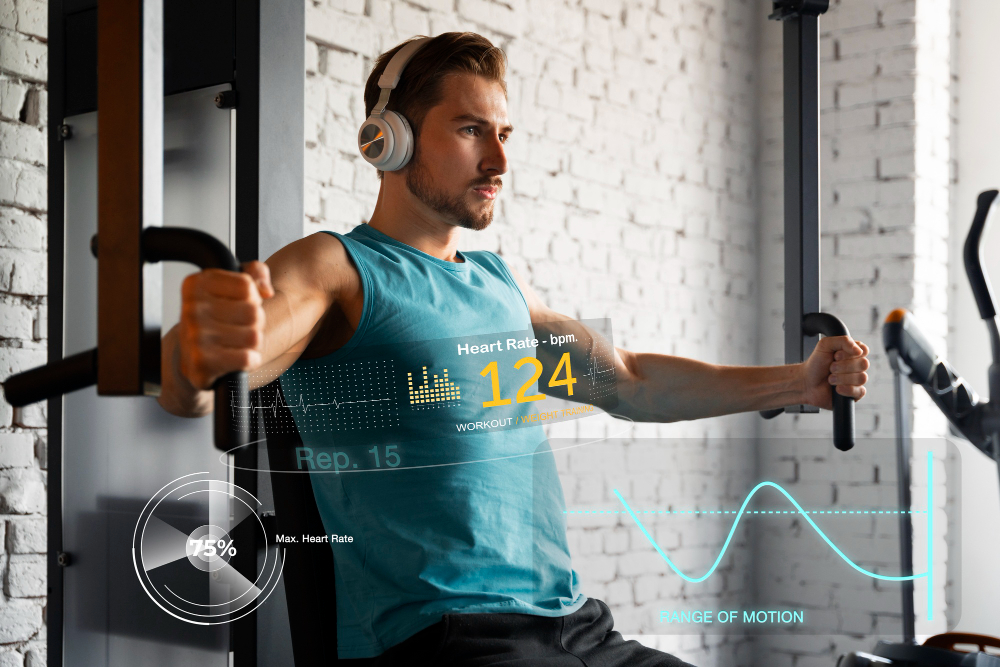 Heart Rate - bpm.
124
WORKOUT /
Rep. 15
75%
Max. Heart Rate
RANGE OF MOTION